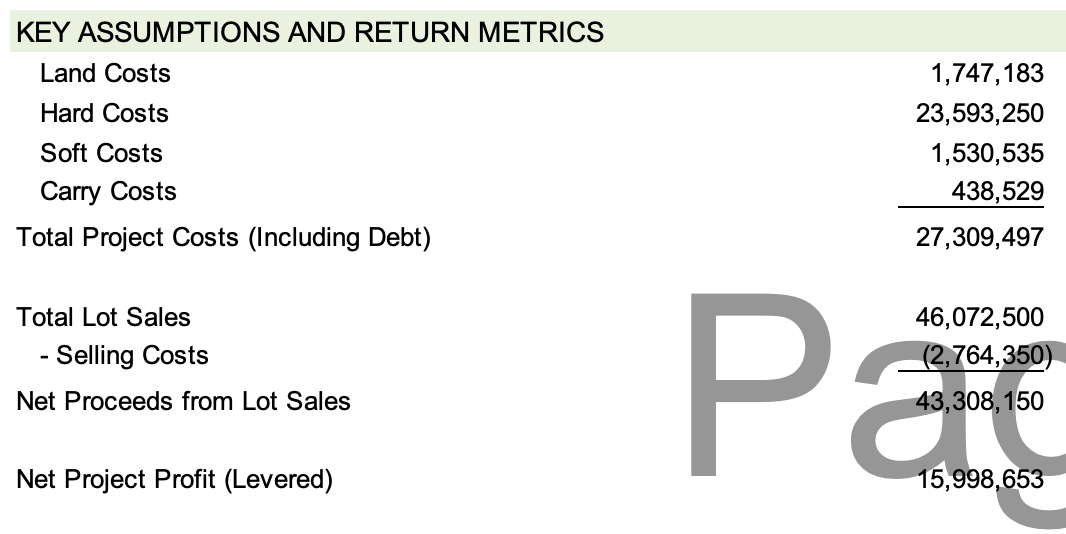 KEY ASSUMPTIONS AND RETURN METRICS
Land Costs 1,747,183
Hard Costs 23,593,250
Soft Costs 1,530,535
Carry Costs 438,529
Total Project Costs (Including Debt) 27,309,497
Total Lot Sales 46,072,500
- Selling Costs (2,764,350)
Net Proceeds from Lot Sales 43,308,150
Net Project Profit (Levered) 15,998,653